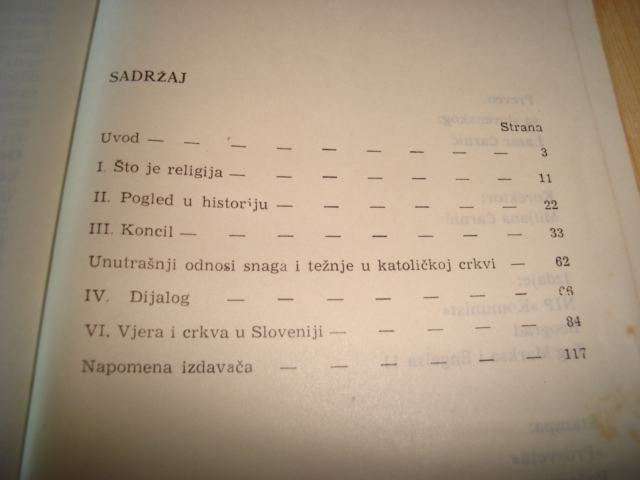 SADRŽAJ
Strana
Uvod — — — — — — — — — 3
I. Što je religija — — — — — — — 11
II. Pogled u historiju — — — — — — 22
III. Koncil — — — — — — — — 33
Unutrašnji odnosi snaga i težnje u katoličkoj crkvi — 62
IV. Dijalog — — — — — — —
VI. Vjera i crkva u Sloveniji — — — — — 84
Napomena izdavača — — — — — — 117